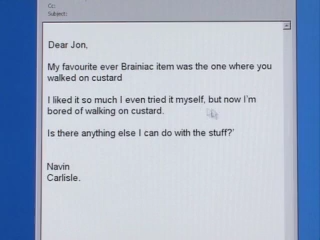 Cc:
Subject:
Dear Jon,
My favourite ever Brainiac item was the one where you
walked on custard
I liked it so much I even tried it myself, but now I'm
bored of walking on custard.
Is there anything else I can do with the stuff?'
Navin
Carlisle.